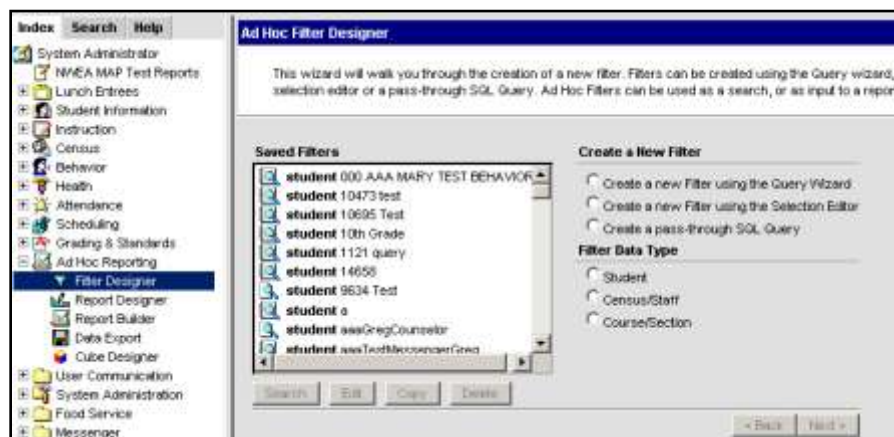 Index Search Help
System Administrator
NWEA MAP Test Reports
Lunch Entrees
Student Information
Instruction
Census
Behavior
Health
Attendance
Scheduling
Grading & Standards
Ad Hoc Reporting
Filter Designer
Report Designer
Report Builder
Data Export
Cube Designer
User Communication
System Administration
Food Service
Messenger
Ad Hoc Filter Designer
This wizard will walk you through the creation of a new filter. Filters can be created using the Query wizard,
selection editor or a pass-through SQL Query. Ad Hoc Filters can be used as a search, or as input to a repor
Saved Filters
student 000 AAA MARY TEST BEHAVIOR
student 10473 test
student 10695 Test
student 10th Grade
student 1121 query
student 14658
student 9634 Test
student a
student aaaGregCounselor
student aaaTestMessengerGreg
Search Edit Copy Delete
Create a New Filter
Create a new Filter using the Query Wizard
Create a new Filter using the Selection Editor
Create a pass-through SQL Query
Filter Data Type
Student
Census/Staff
Course/Section
< Back Next >